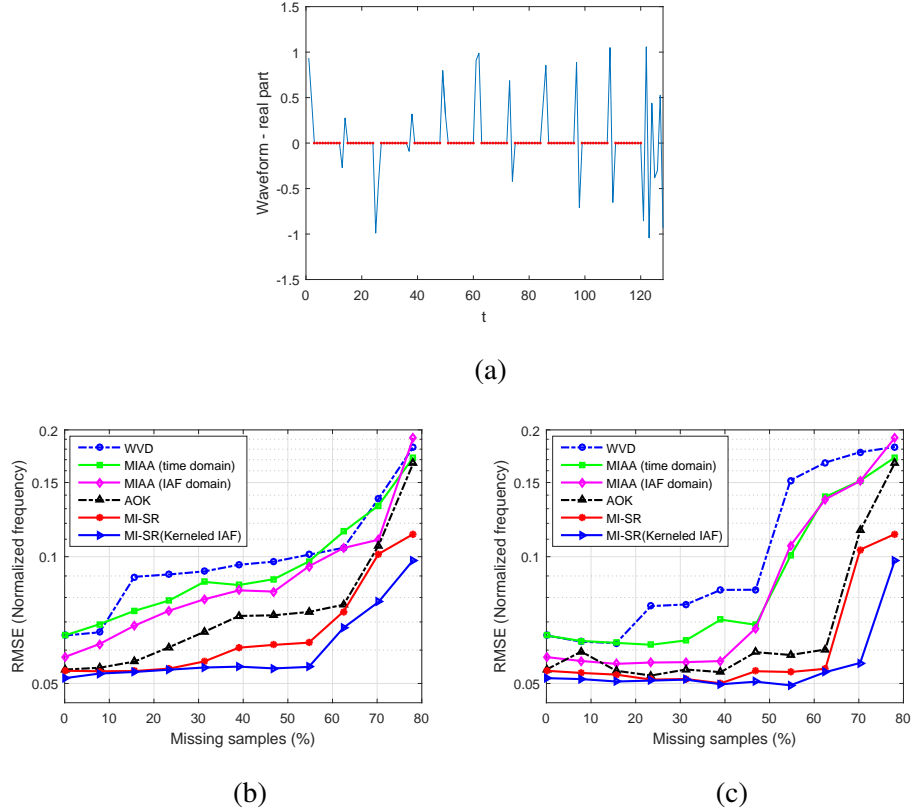 1.5
1
0.5
0
-0.5
-1
-1.5
Waveform - real part
0 20 40 60 80 100 120
t
(a)
0.2
0.15
0.1
0.05
RMSE (Normalized frequency)
WVD
MIAA (time domain)
MIAA (IAF domain)
AOK
MI-SR
MI-SR(Kerneled IAF)
0 10 20 30 40 50 60 70 80
Missing samples (%)
(b)
0.2
0.15
0.1
0.05
RMSE (Normalized frequency)
WVD
MIAA (time domain)
MIAA (IAF domain)
AOK
MI-SR
MI-SR(Kerneled IAF)
0 10 20 30 40 50 60 70 80
Missing samples (%)
(c)